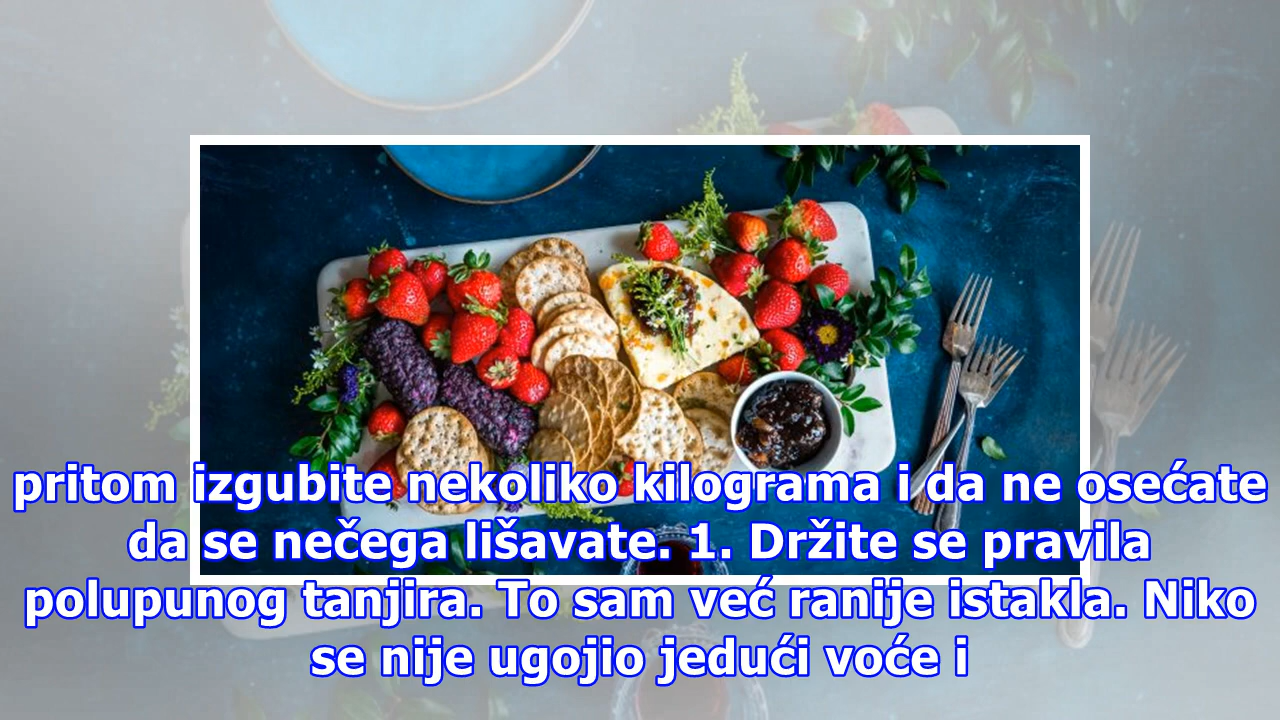 pritom izgubite nekoliko kilograma i da ne osećate
da se nečega lišavate. 1. Držite se pravila
polupunog tanjira. To sam već ranije istakla. Niko
se nije ugojio jedući voće i